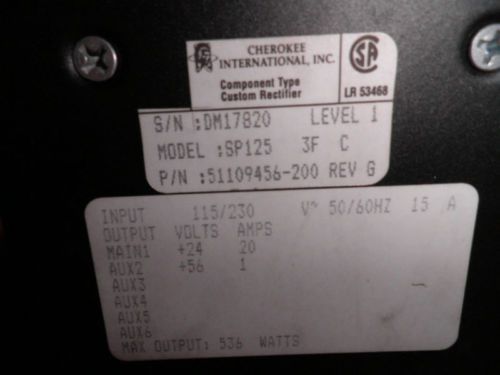 CHEROKEE
INTERNATIONAL, INC.
Component Type
Custom Rectifier
LR 53468
S/N :DM17820 LEVEL 1
MODEL :SP125 3F C
P/N :51109456-200 REV G
INPUT 115/230 V~ 50/60HZ 15 A
OUTPUT VOLTS AMPS
MAIN1 +24 20
AUX2 +56 1
AUX3
AUX4
AUX5
AUX6
MAX OUTPUT: 536 WATTS